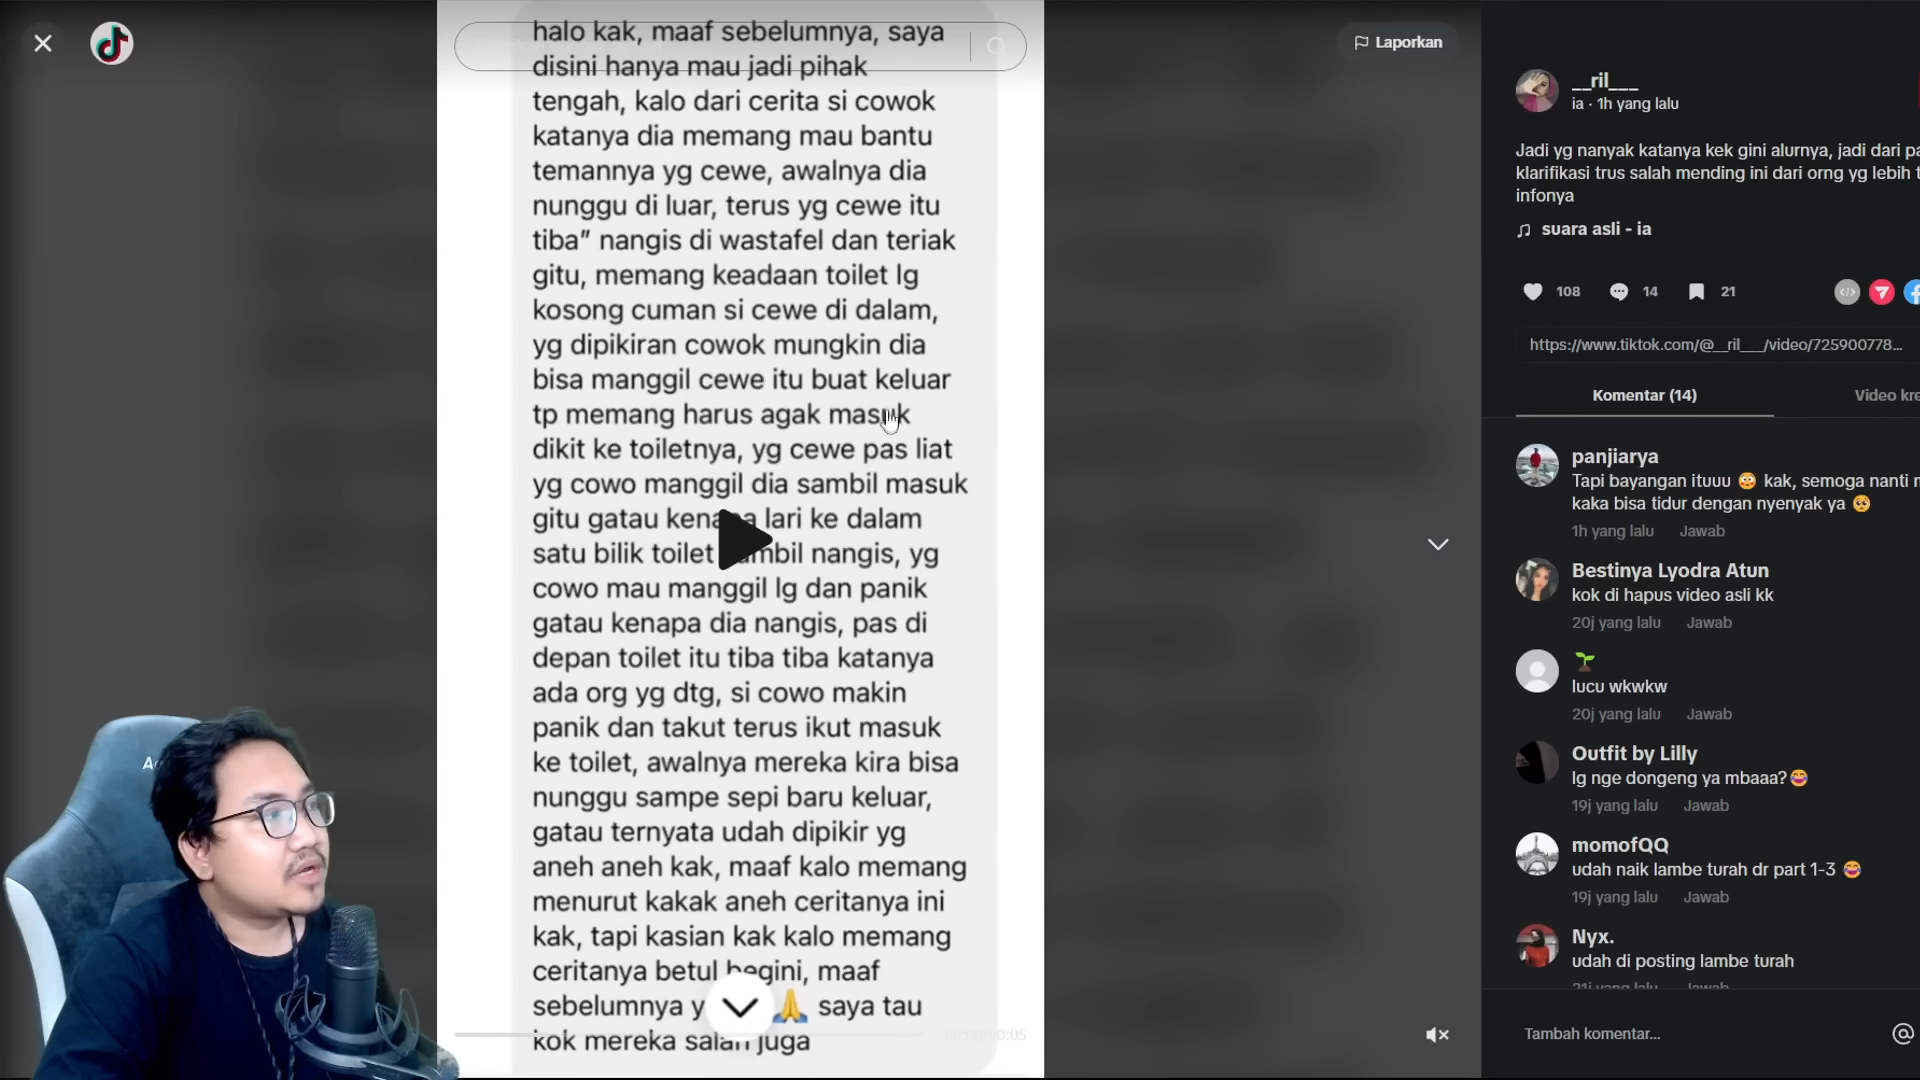 halo kak, maaf sebelumnya, saya
disini hanya mau jadi pihak
tengah, kalo dari cerita si cowok
katanya dia memang mau bantu
temannya yg cewe, awalnya dia
nunggu di luar, terus yg cewe itu
tiba" nangis di wastafel dan teriak
gitu, memang keadaan toilet lg
kosong cuman si cewe di dalam,
yg dipikiran cowok mungkin dia
bisa manggil cewe itu buat keluar
tp memang harus agak masuk
dikit ke toiletnya, yg cewe pas liat
yg cowo manggil dia sambil masuk
gitu gatau kenapa lari ke dalam
satu bilik toilet sambil nangis, yg
cowo mau manggil lg dan panik
gatau kenapa dia nangis, pas di
depan toilet itu tiba tiba katanya
ada org yg dtg, si cowo makin
panik dan takut terus ikut masuk
ke toilet, awalnya mereka kira bisa
nunggu sampe sepi baru keluar,
gatau ternyata udah dipikir yg
aneh aneh kak, maaf kalo memang
menurut kakak aneh ceritanya ini
kak, tapi kasian kak kalo memang
ceritanya betul begini, maaf
sebelumnya y 🙏 saya tau
kok mereka salah juga
Laporkan
__ril___
ia · 1h yang lalu
Jadi yg nanyak katanya kek gini alurnya, jadi dari pa
klarifikasi trus salah mending ini dari orng yg lebih t
infonya
suara asli - ia
108 14 21
https://www.tiktok.com/@__ril___/video/725900778...
Komentar (14) Video kre
panjiarya
Tapi bayangan ituuu 😳 kak, semoga nanti
kaka bisa tidur dengan nyenyak ya 🥺
1h yang lalu Jawab
Bestinya Lyodra Atun
kok di hapus video asli kk
20j yang lalu Jawab
🌱
lucu wkwkw
20j yang lalu Jawab
Outfit by Lilly
lg nge dongeng ya mbaaa?😂
19j yang lalu Jawab
momofQQ
udah naik lambe turah dr part 1-3 😂
19j yang lalu Jawab
Nyx.
udah di posting lambe turah
21j yang lalu Jawab
Tambah komentar... @